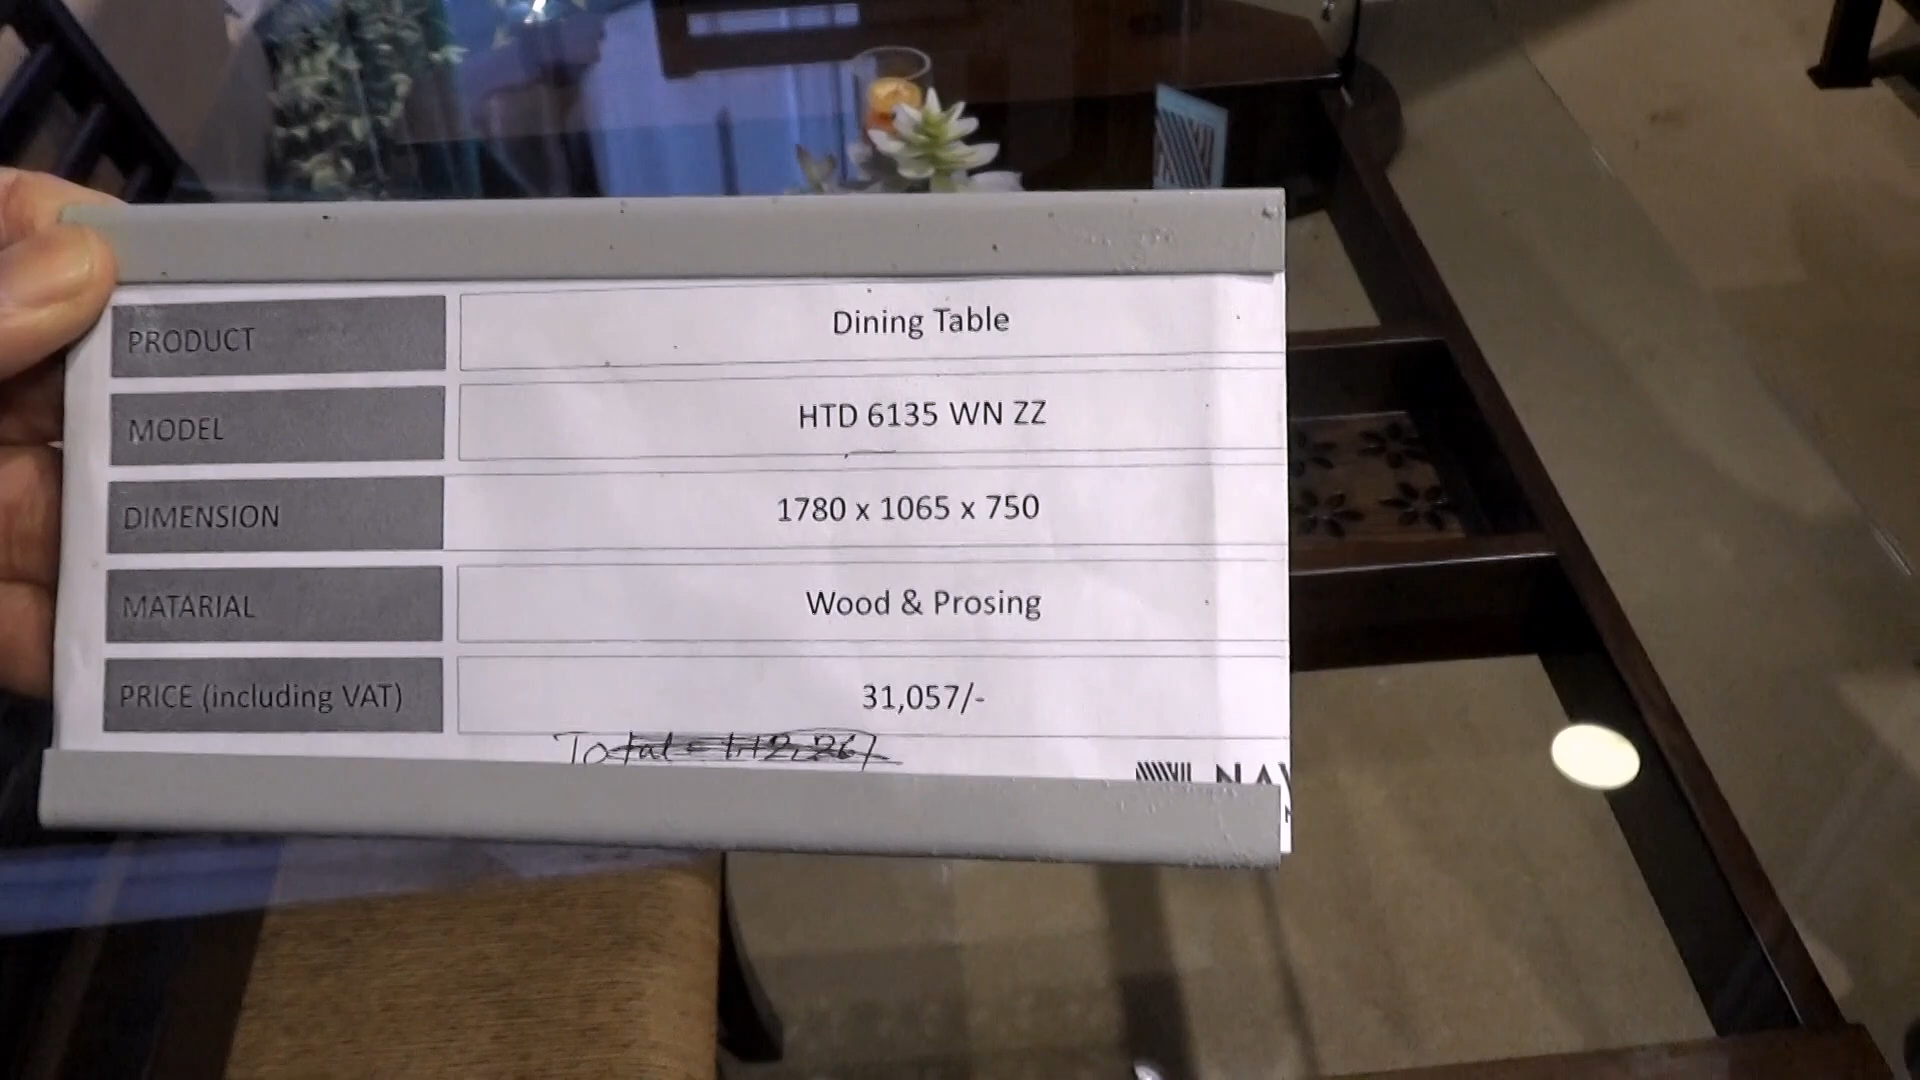 PRODUCT Dining Table
MODEL HTD 6135 WN ZZ
DIMENSION 1780 x 1065 x 750
MATARIAL Wood & Prosing
PRICE (including VAT) 31,057/-
Total =